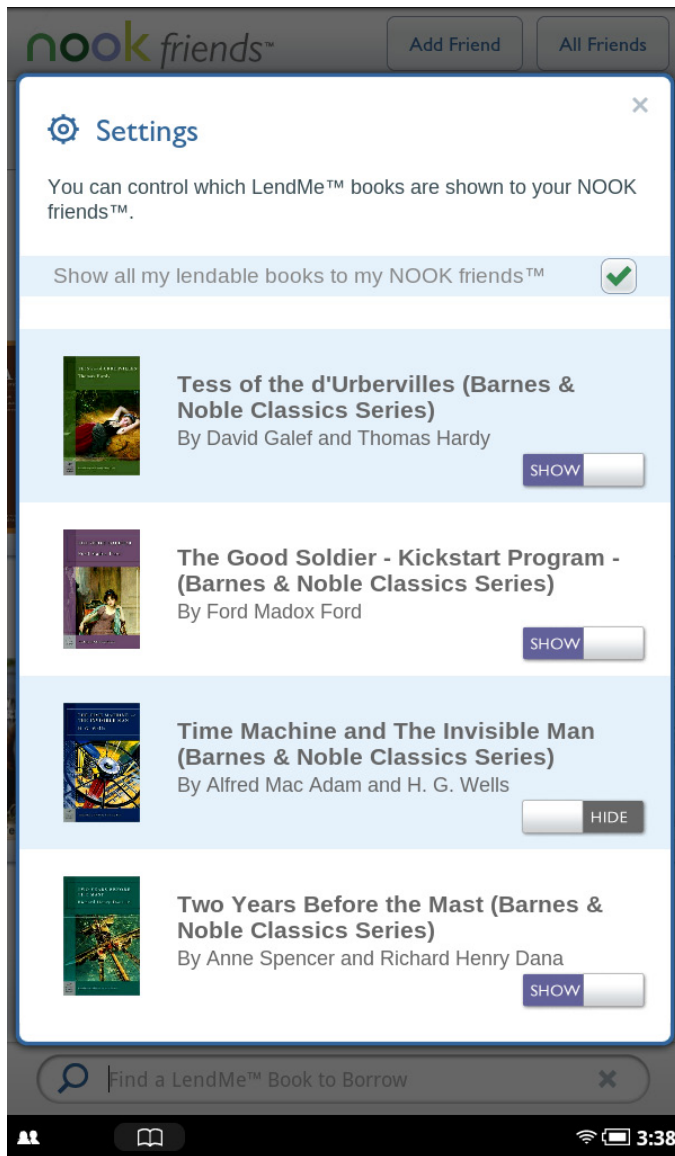 nook friends™
Add Friend
All Friends
Settings
You can control which LendMe™ books are shown to your NOOK
friends™.
Show all my lendable books to my NOOK friends™
Tess of the d'Urbervilles (Barnes &
Noble Classics Series)
By David Galef and Thomas Hardy
SHOW
The Good Soldier - Kickstart Program -
(Barnes & Noble Classics Series)
By Ford Madox Ford
SHOW
Time Machine and The Invisible Man
(Barnes & Noble Classics Series)
By Alfred Mac Adam and H. G. Wells
HIDE
Two Years Before the Mast (Barnes &
Noble Classics Series)
By Anne Spencer and Richard Henry Dana
SHOW
Find a LendMe™ Book to Borrow
3:38